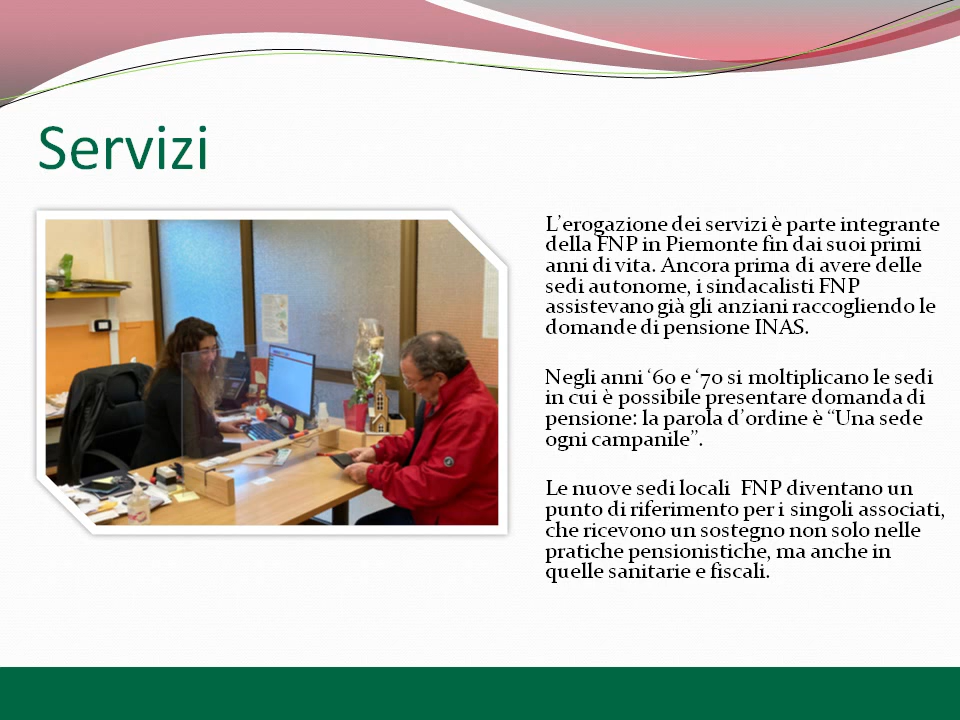 Servizi
L’erogazione dei servizi è parte integrante
della FNP in Piemonte fin dai suoi primi
anni di vita. Ancora prima di avere delle
sedi autonome, i sindacalisti FNP
assistevano già gli anziani raccogliendo le
domande di pensione INAS.
Negli anni ‘60 e ‘70 si moltiplicano le sedi
in cui è possibile presentare domanda di
pensione: la parola d’ordine è “Una sede
ogni campanile”.
Le nuove sedi locali  FNP diventano un
punto di riferimento per i singoli associati,
che ricevono un sostegno non solo nelle
pratiche pensionistiche, ma anche in
quelle sanitarie e fiscali.